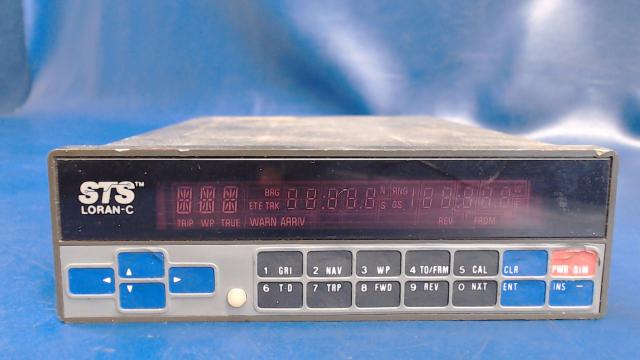 STS™
LORAN-C
BRG N RNG
ETE TRK S GS
TRIP WP TRUE WARN ARRIV REV FROM
1 GRI 2 NAV 3 WP 4 TO/FRM 5 CAL CLR PWR DIM
6 T-D 7 TRP 8 FWD 9 REV 0 NXT ENT INS -